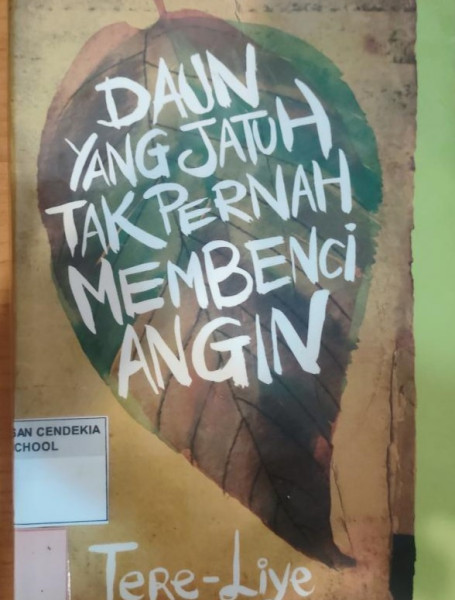 DAUN
YANG JATUH
TAK PERNAH
MEMBENCI
ANGIN
SAN CENDEKIA
CHOOL
TERE-LIYE